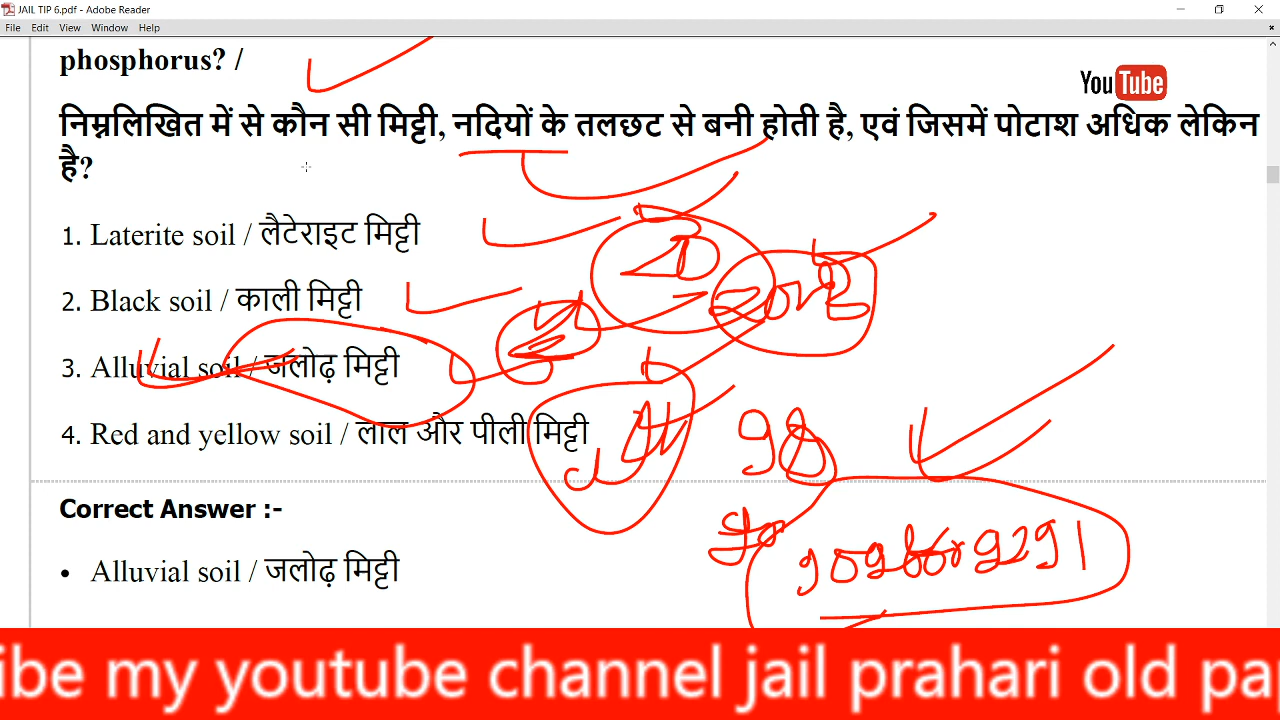 JAIL TIP 6.pdf - Adobe Reader
File Edit View Window Help
phosphorus? /
YouTube
निम्नलिखित में से कौन सी मिट्टी, नदियों के तलछट से बनी होती है, एवं जिसमें पोटाश अधिक लेकिन
है?
1. Laterite soil / लैटेराइट मिट्टी
2. Black soil / काली मिट्टी
3. Alluvial soil / जलोढ़ मिट्टी
4. Red and yellow soil / लाल और पीली मिट्टी
98
Correct Answer :-
• Alluvial soil / जलोढ़ मिट्टी
ibe my youtube channel jail prahari old pa